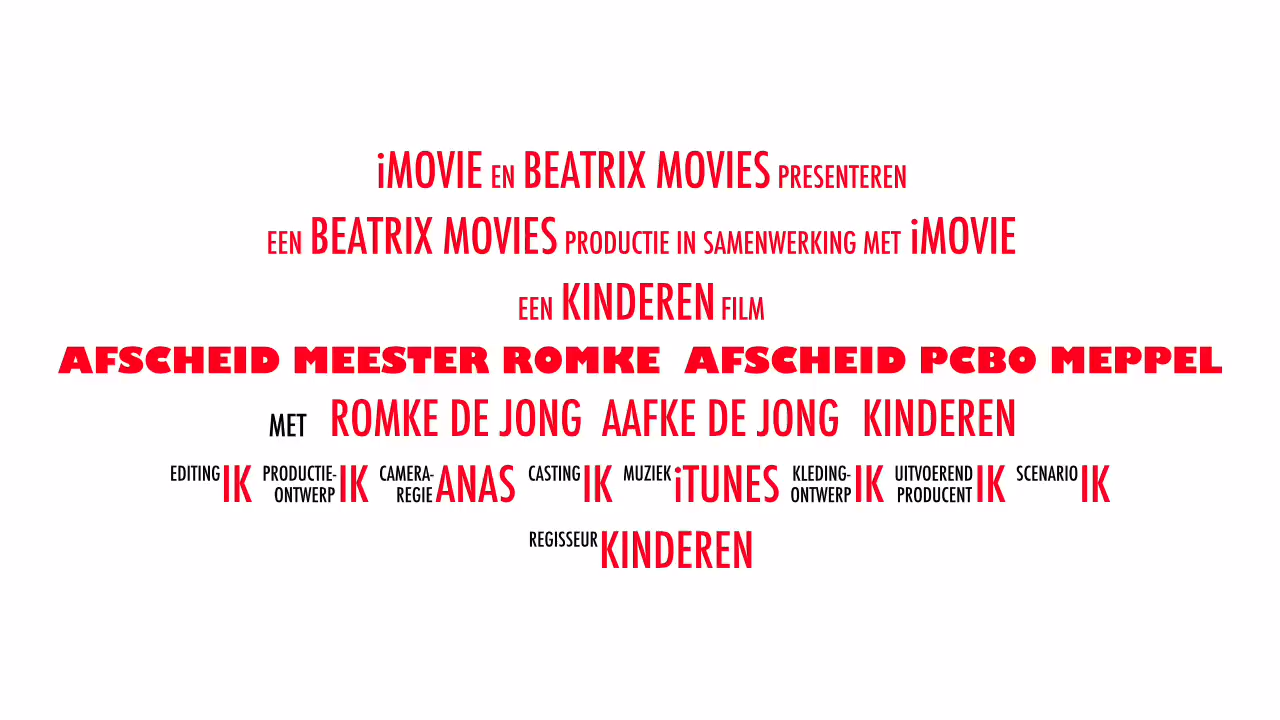 iMOVIE EN BEATRIX MOVIES PRESENTEREN
EEN BEATRIX MOVIES PRODUCTIE IN SAMENWERKING MET iMOVIE
EEN KINDEREN FILM
AFSCHEID MEESTER ROMKE AFSCHEID PCBO MEPPEL
MET ROMKE DE JONG AAFKE DE JONG KINDEREN
EDITING IK PRODUCTIE-ONTWERP IK CAMERA-REGIE ANAS CASTING IK MUZIEK iTUNES KLEDING-ONTWERP IK UITVOEREND PRODUCENT IK SCENARIO IK
REGISSEUR KINDEREN